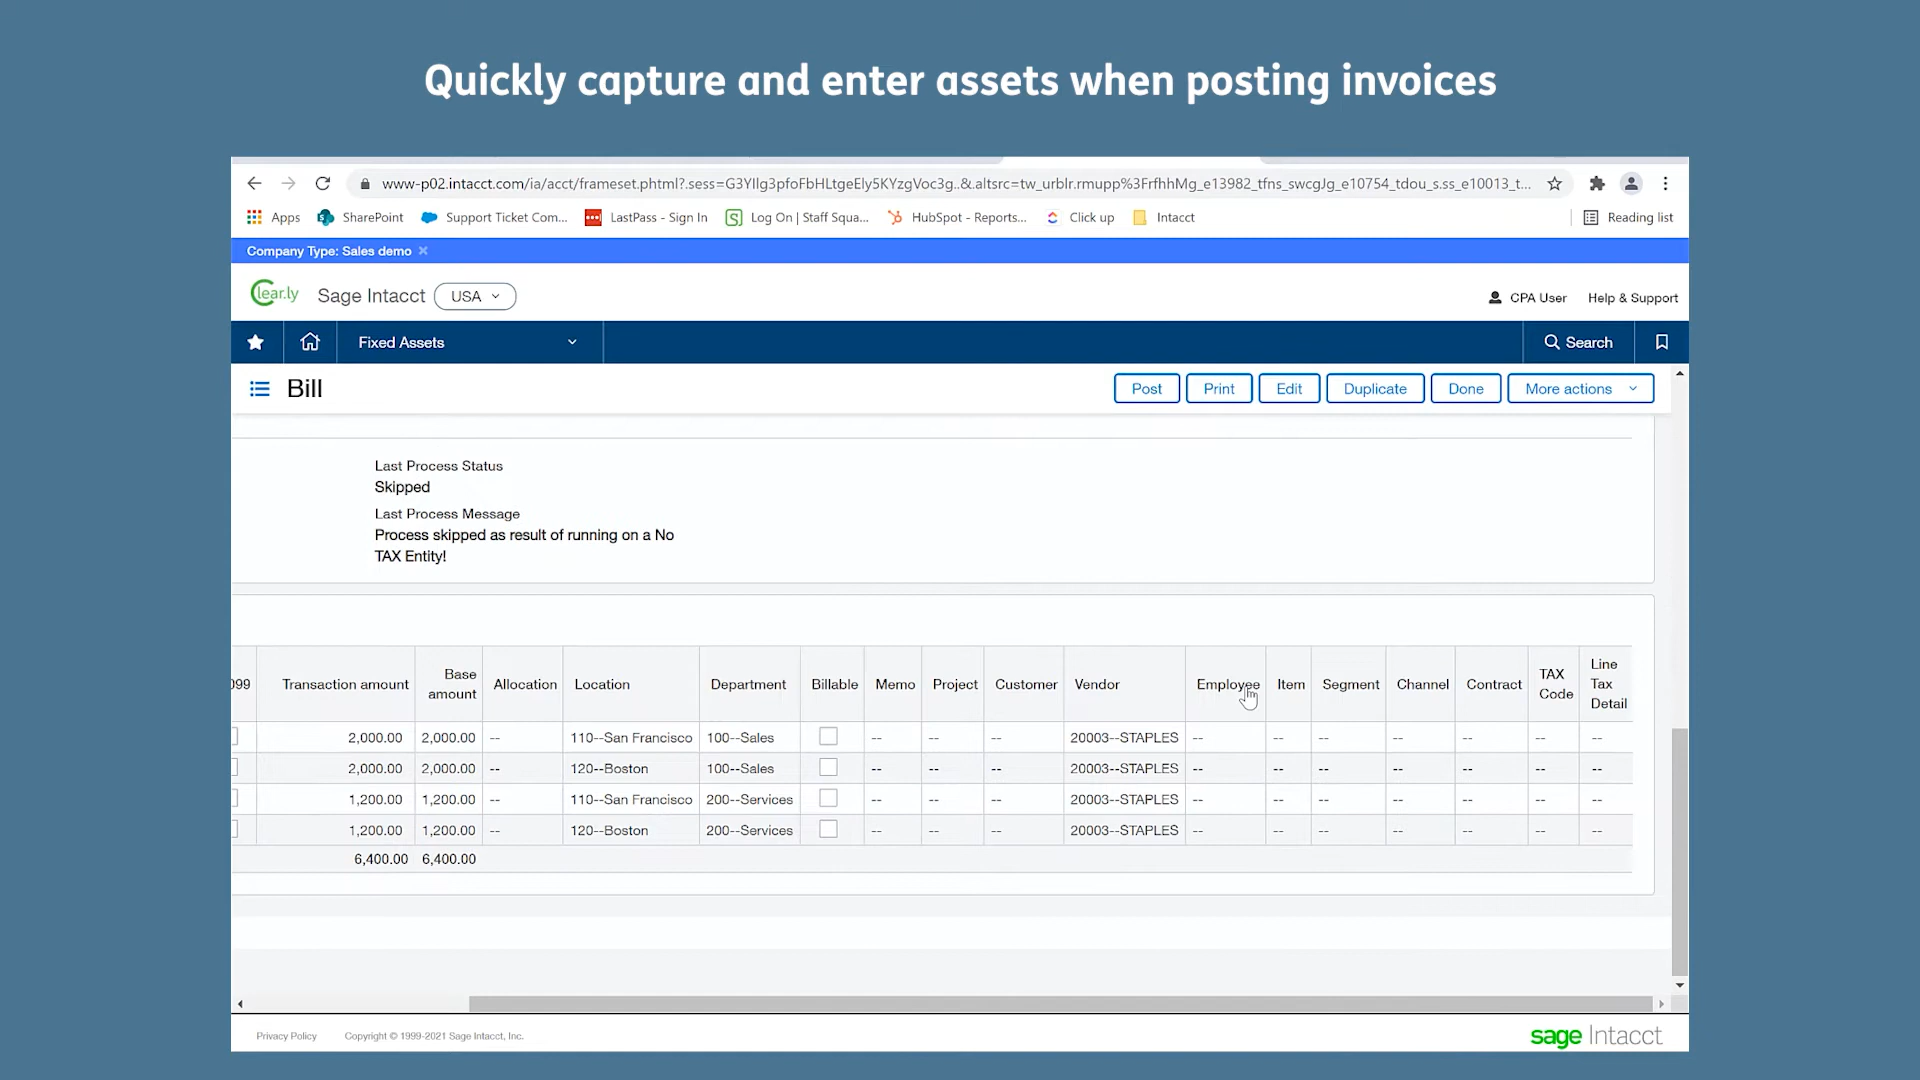 Quickly capture and enter assets when posting invoices
www-p02.intacct.com/ia/acct/frameset.phtml?.sess=G3YIlg3pfoFbHLtgeEly5KYzgVoc3g..&.altsrc=tw_urblr.rmupp%3FrfhhMg_e13982_tfns_swcgJg_e10754_tdou_s.ss_e10013_t...
Apps SharePoint Support Ticket Com... LastPass - Sign In Log On | Staff Squa... HubSpot - Reports... Click up Intacct Reading list
Company Type: Sales demo
Clear.ly Sage Intacct USA CPA User Help & Support
Fixed Assets Search
Bill Post Print Edit Duplicate Done More actions
Last Process Status
Skipped
Last Process Message
Process skipped as result of running on a No
TAX Entity!
099 Transaction amount Base amount Allocation Location Department Billable Memo Project Customer Vendor Employee Item Segment Channel Contract TAX Code Line Tax Detail
2,000.00 2,000.00 -- 110--San Francisco 100--Sales -- -- -- 20003--STAPLES -- -- -- -- -- -- --
2,000.00 2,000.00 -- 120--Boston 100--Sales -- -- -- 20003--STAPLES -- -- -- -- -- -- --
1,200.00 1,200.00 -- 110--San Francisco 200--Services -- -- -- 20003--STAPLES -- -- -- -- -- -- --
1,200.00 1,200.00 -- 120--Boston 200--Services -- -- -- 20003--STAPLES -- -- -- -- -- -- --
6,400.00 6,400.00
Privacy Policy Copyright © 1999-2021 Sage Intacct, Inc. sage Intacct